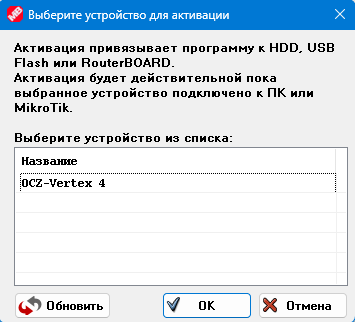 Выберите устройство для активации
Активация привязывает программу к HDD, USB
Flash или RouterBOARD.
Активация будет действительной пока
выбранное устройство подключено к ПК или
MikroTik.
Выберите устройство из списка:
Название
OCZ-Vertex 4
Обновить
OK
Отмена